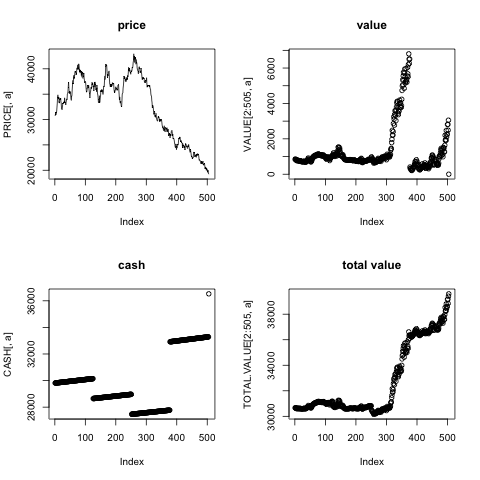 price
PRICE[, a]
20000 30000 40000
0 100 200 300 400 500
Index
value
VALUE[2:505, a]
0 2000 4000 6000
0 100 200 300 400 500
Index
cash
CASH[, a]
28000 32000 36000
0 100 200 300 400 500
Index
total value
TOTAL.VALUE[2:505, a]
30000 34000 38000
0 100 200 300 400 500
Index